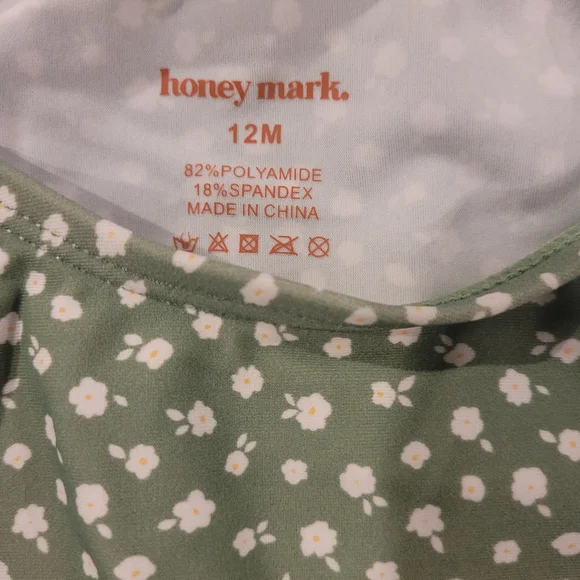 honey mark.
12M
82%POLYAMIDE
18%SPANDEX
MADE IN CHINA